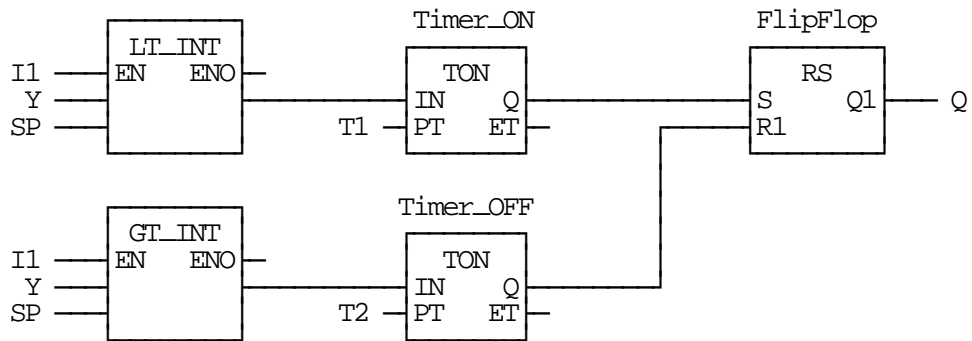 Timer_ON FlipFlop
LT_INT
I1 EN ENO TON RS
Y IN Q S Q1 Q
SP T1 PT ET R1
Timer_OFF
GT_INT
I1 EN ENO TON
Y IN Q
SP T2 PT ET